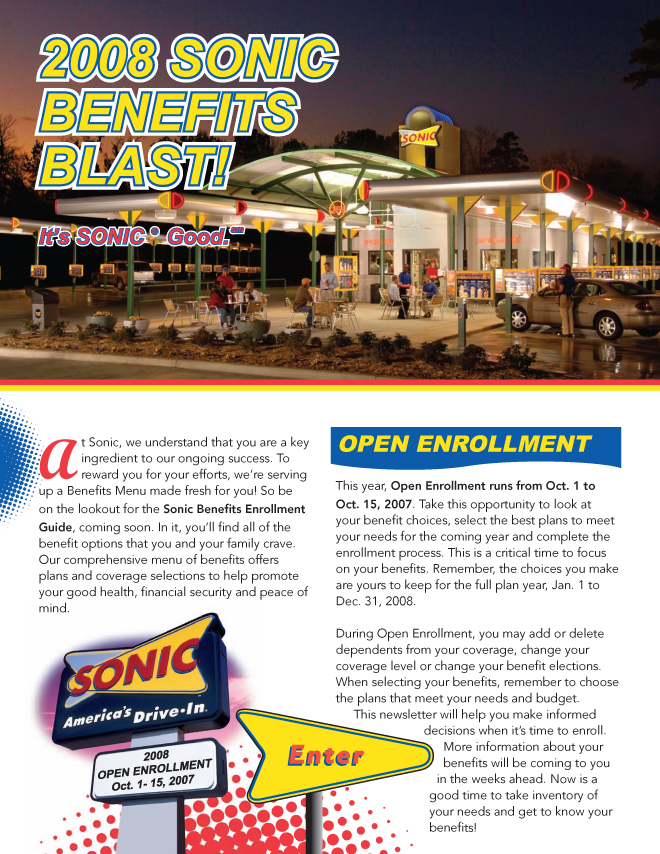 2008 SONIC
BENEFITS
BLAST!
SONIC
It's SONIC® Good.℠
at Sonic, we understand that you are a key
ingredient to our ongoing success. To
reward you for your efforts, we're serving
up a Benefits Menu made fresh for you! So be
on the lookout for the Sonic Benefits Enrollment
Guide, coming soon. In it, you'll find all of the
benefit options that you and your family crave.
Our comprehensive menu of benefits offers
plans and coverage selections to help promote
your good health, financial security and peace of
mind.
SONIC
America's Drive-In.
2008
OPEN ENROLLMENT
Oct. 1- 15, 2007
Enter
OPEN ENROLLMENT
This year, Open Enrollment runs from Oct. 1 to
Oct. 15, 2007. Take this opportunity to look at
your benefit choices, select the best plans to meet
your needs for the coming year and complete the
enrollment process. This is a critical time to focus
on your benefits. Remember, the choices you make
are yours to keep for the full plan year, Jan. 1 to
Dec. 31, 2008.
During Open Enrollment, you may add or delete
dependents from your coverage, change your
coverage level or change your benefit elections.
When selecting your benefits, remember to choose
the plans that meet your needs and budget.
This newsletter will help you make informed
decisions when it's time to enroll.
More information about your
benefits will be coming to you
in the weeks ahead. Now is a
good time to take inventory of
your needs and get to know your
benefits!